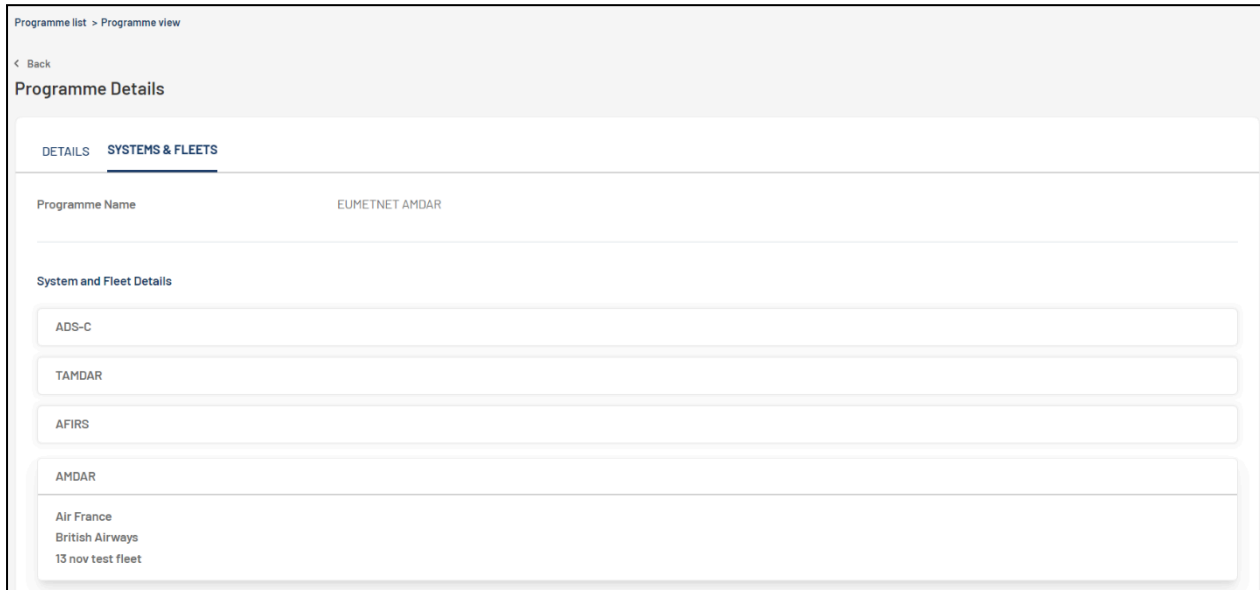 Programme list > Programme view
< Back
Programme Details
DETAILS SYSTEMS & FLEETS
Programme Name EUMETNET AMDAR
System and Fleet Details
ADS-C
TAMDAR
AFIRS
AMDAR
Air France
British Airways
13 nov test fleet